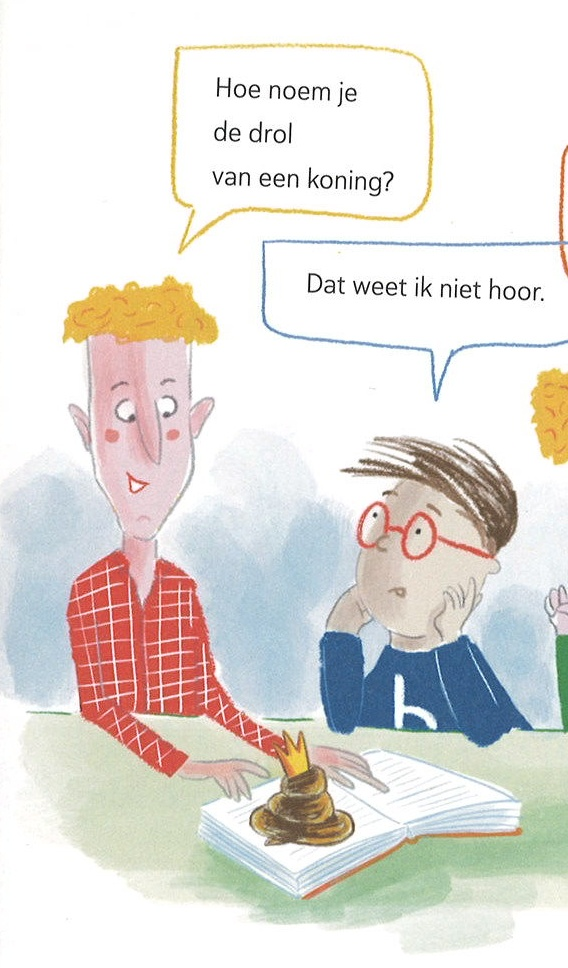 Hoe noem je
de drol
van een koning?
Dat weet ik niet hoor.
h